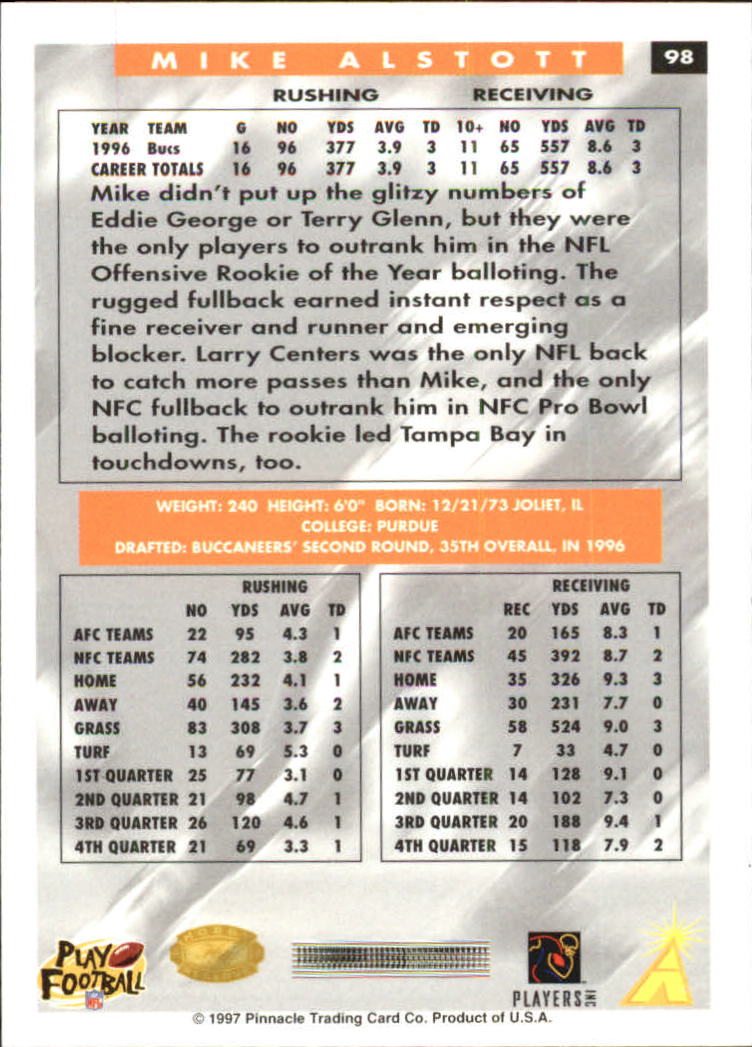 MIKE ALSTOTT 98
RUSHING RECEIVING
YEAR TEAM G NO YDS AVG TD 10+ NO YDS AVG TD
1996 Bucs 16 96 377 3.9 3 11 65 557 8.6 3
CAREER TOTALS 16 96 377 3.9 3 11 65 557 8.6 3
Mike didn't put up the glitzy numbers of
Eddie George or Terry Glenn, but they were
the only players to outrank him in the NFL
Offensive Rookie of the Year balloting. The
rugged fullback earned instant respect as a
fine receiver and runner and emerging
blocker. Larry Centers was the only NFL back
to catch more passes than Mike, and the only
NFC fullback to outrank him in NFC Pro Bowl
balloting. The rookie led Tampa Bay in
touchdowns, too.
WEIGHT: 240 HEIGHT: 6'0" BORN: 12/21/73 JOLIET, IL
COLLEGE: PURDUE
DRAFTED: BUCCANEERS' SECOND ROUND, 35TH OVERALL, IN 1996
RUSHING
NO YDS AVG TD
AFC TEAMS 22 95 4.3 1
NFC TEAMS 74 282 3.8 2
HOME 56 232 4.1 1
AWAY 40 145 3.6 2
GRASS 83 308 3.7 3
TURF 13 69 5.3 0
1ST QUARTER 25 77 3.1 0
2ND QUARTER 21 98 4.7 1
3RD QUARTER 26 120 4.6 1
4TH QUARTER 21 69 3.3 1
RECEIVING
REC YDS AVG TD
AFC TEAMS 20 165 8.3 1
NFC TEAMS 45 392 8.7 2
HOME 35 326 9.3 3
AWAY 30 231 7.7 0
GRASS 58 524 9.0 3
TURF 7 33 4.7 0
1ST QUARTER 14 128 9.1 0
2ND QUARTER 14 102 7.3 0
3RD QUARTER 20 188 9.4 1
4TH QUARTER 15 118 7.9 2
PLAY
FOOTBALL
NFL
HOBBY
PLAYERS INC
© 1997 Pinnacle Trading Card Co. Product of U.S.A.